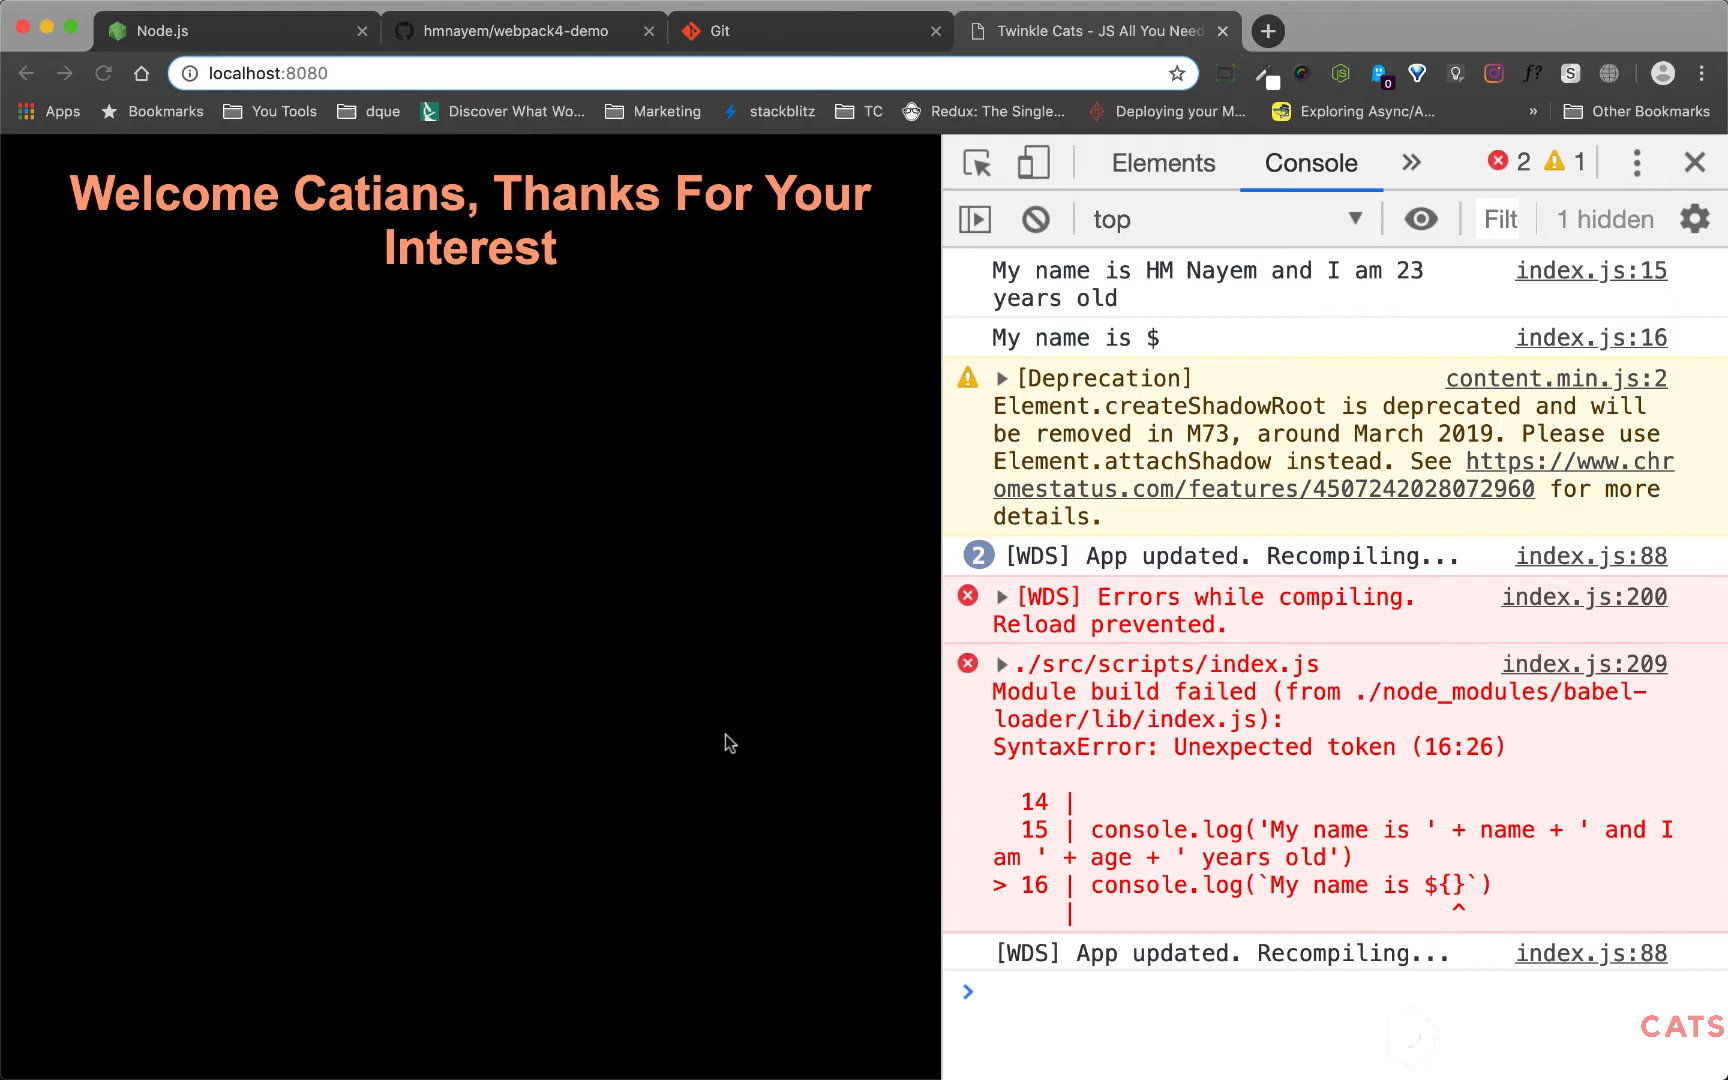 Node.js
hmnayem/webpack4-demo
Git
Twinkle Cats - JS All You Need
localhost:8080
0
f?
S
Apps
Bookmarks
You Tools
dque
Discover What Wo...
Marketing
stackblitz
TC
Redux: The Single...
Deploying your M...
Exploring Async/A...
»
Other Bookmarks
Welcome Catians, Thanks For Your
Interest
Elements
Console
2
1
top
Filt
1 hidden
My name is HM Nayem and I am 23 index.js:15
years old
My name is $ index.js:16
[Deprecation] content.min.js:2
Element.createShadowRoot is deprecated and will
be removed in M73, around March 2019. Please use
Element.attachShadow instead. See https://www.chr
omestatus.com/features/4507242028072960 for more
details.
2 [WDS] App updated. Recompiling... index.js:88
[WDS] Errors while compiling. index.js:200
Reload prevented.
./src/scripts/index.js index.js:209
Module build failed (from ./node_modules/babel-
loader/lib/index.js):
SyntaxError: Unexpected token (16:26)
14 |
15 | console.log('My name is ' + name + ' and I
am ' + age + ' years old')
> 16 | console.log(`My name is ${}`)
| ^
[WDS] App updated. Recompiling... index.js:88
>
CATS